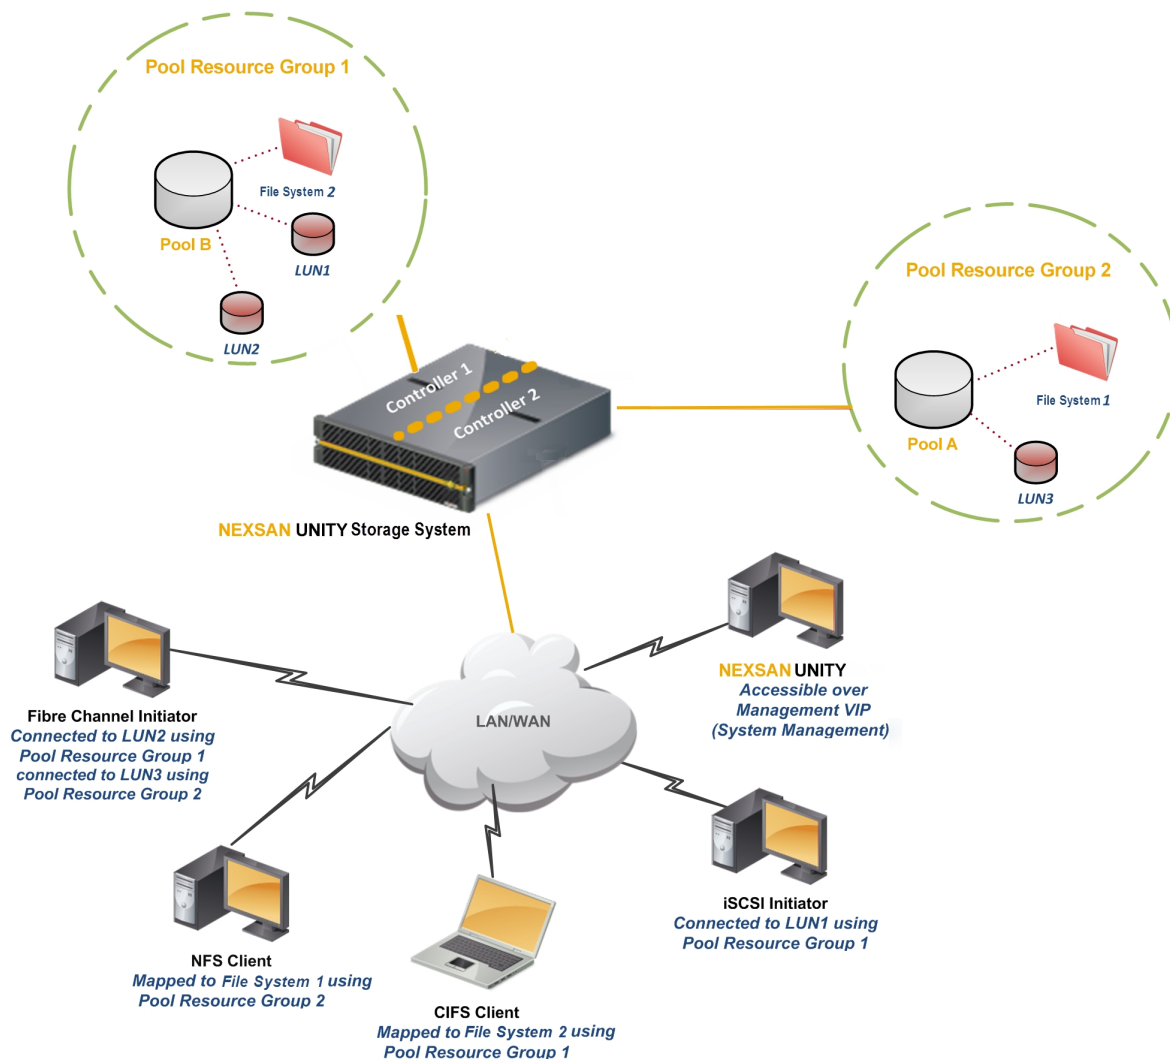 Pool Resource Group 1
File System 2
Pool B
LUN1
LUN2
Pool Resource Group 2
File System 1
Pool A
LUN3
Controller 1
Controller 2
NEXSAN UNITY Storage System
LAN/WAN
NEXSAN UNITY
Accessible over
Management VIP
(System Management)
Fibre Channel Initiator
Connected to LUN2 using
Pool Resource Group 1
connected to LUN3 using
Pool Resource Group 2
iSCSI Initiator
Connected to LUN1 using
Pool Resource Group 1
NFS Client
Mapped to File System 1 using
Pool Resource Group 2
CIFS Client
Mapped to File System 2 using
Pool Resource Group 1